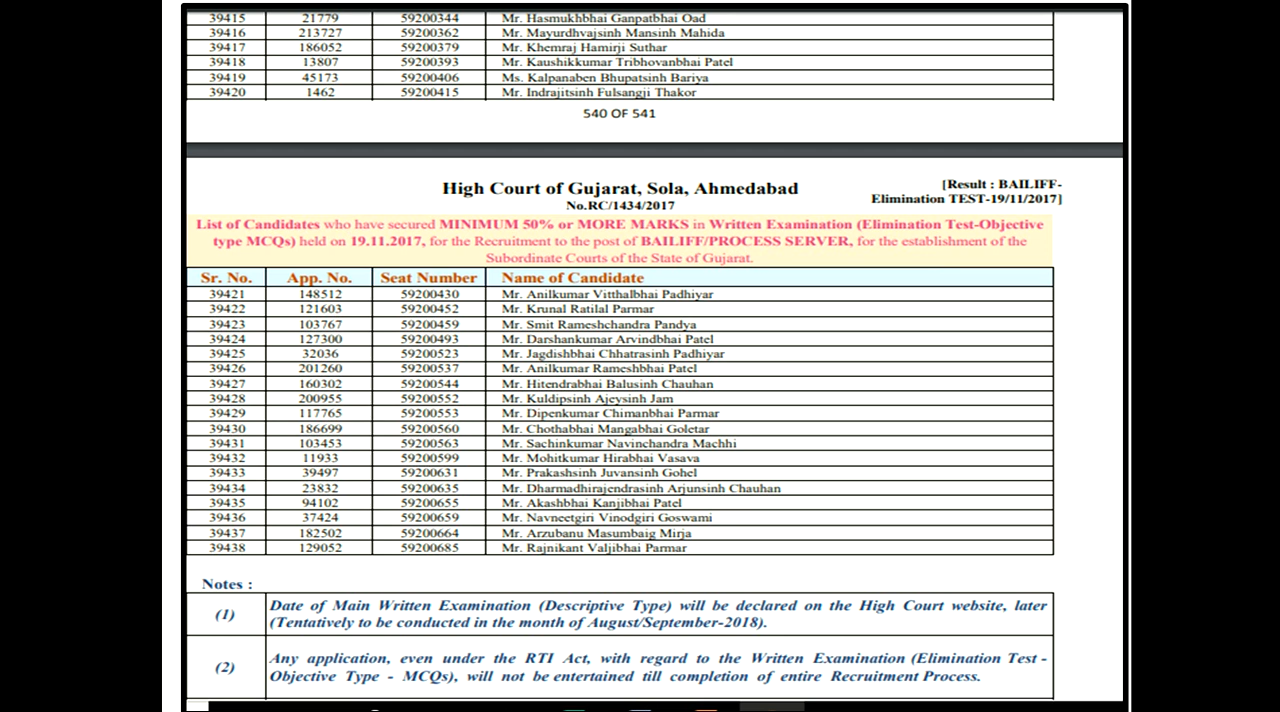 39415 21779 59200344 Mr. Hasmukhbhai Ganpatbhai Oad
39416 213727 59200362 Mr. Mayurdhvajsinh Mansinh Mahida
39417 186052 59200379 Mr. Khemraj Hamirji Suthar
39418 13807 59200393 Mr. Kaushikkumar Tribhovanbhai Patel
39419 45173 59200406 Ms. Kalpanaben Bhupatsinh Bariya
39420 1462 59200415 Mr. Indrajitsinh Fulsangji Thakor
540 OF 541
High Court of Gujarat, Sola, Ahmedabad
No.RC/1434/2017
[Result : BAILIFF-
Elimination TEST-19/11/2017]
List of Candidates who have secured MINIMUM 50% or MORE MARKS in Written Examination (Elimination Test-Objective
type MCQs) held on 19.11.2017, for the Recruitment to the post of BAILIFF/PROCESS SERVER, for the establishment of the
Subordinate Courts of the State of Gujarat.
Sr. No. App. No. Seat Number Name of Candidate
39421 148512 59200430 Mr. Anilkumar Vitthalbhai Padhiyar
39422 121603 59200452 Mr. Krunal Ratilal Parmar
39423 103767 59200459 Mr. Smit Rameshchandra Pandya
39424 127300 59200493 Mr. Darshankumar Arvindbhai Patel
39425 32036 59200523 Mr. Jagdishbhai Chhatrasinh Padhiyar
39426 201260 59200537 Mr. Anilkumar Rameshbhai Patel
39427 160302 59200544 Mr. Hitendrabhai Balusinh Chauhan
39428 200955 59200552 Mr. Kuldipsinh Ajeysinh Jam
39429 117765 59200553 Mr. Dipenkumar Chimanbhai Parmar
39430 186699 59200560 Mr. Chothabhai Mangabhai Goletar
39431 103453 59200563 Mr. Sachinkumar Navinchandra Machhi
39432 11933 59200599 Mr. Mohitkumar Hirabhai Vasava
39433 39497 59200631 Mr. Prakashsinh Juvansinh Gohel
39434 23832 59200635 Mr. Dharmadhirajendrasinh Arjunsinh Chauhan
39435 94102 59200655 Mr. Akashbhai Kanjibhai Patel
39436 37424 59200659 Mr. Navneetgiri Vinodgiri Goswami
39437 182502 59200664 Mr. Arzubanu Masumbaig Mirja
39438 129052 59200685 Mr. Rajnikant Valjibhai Parmar
Notes :
(1) Date of Main Written Examination (Descriptive Type) will be declared on the High Court website, later
(Tentatively to be conducted in the month of August/September-2018).
(2) Any application, even under the RTI Act, with regard to the Written Examination (Elimination Test -
Objective Type - MCQs), will not be entertained till completion of entire Recruitment Process.